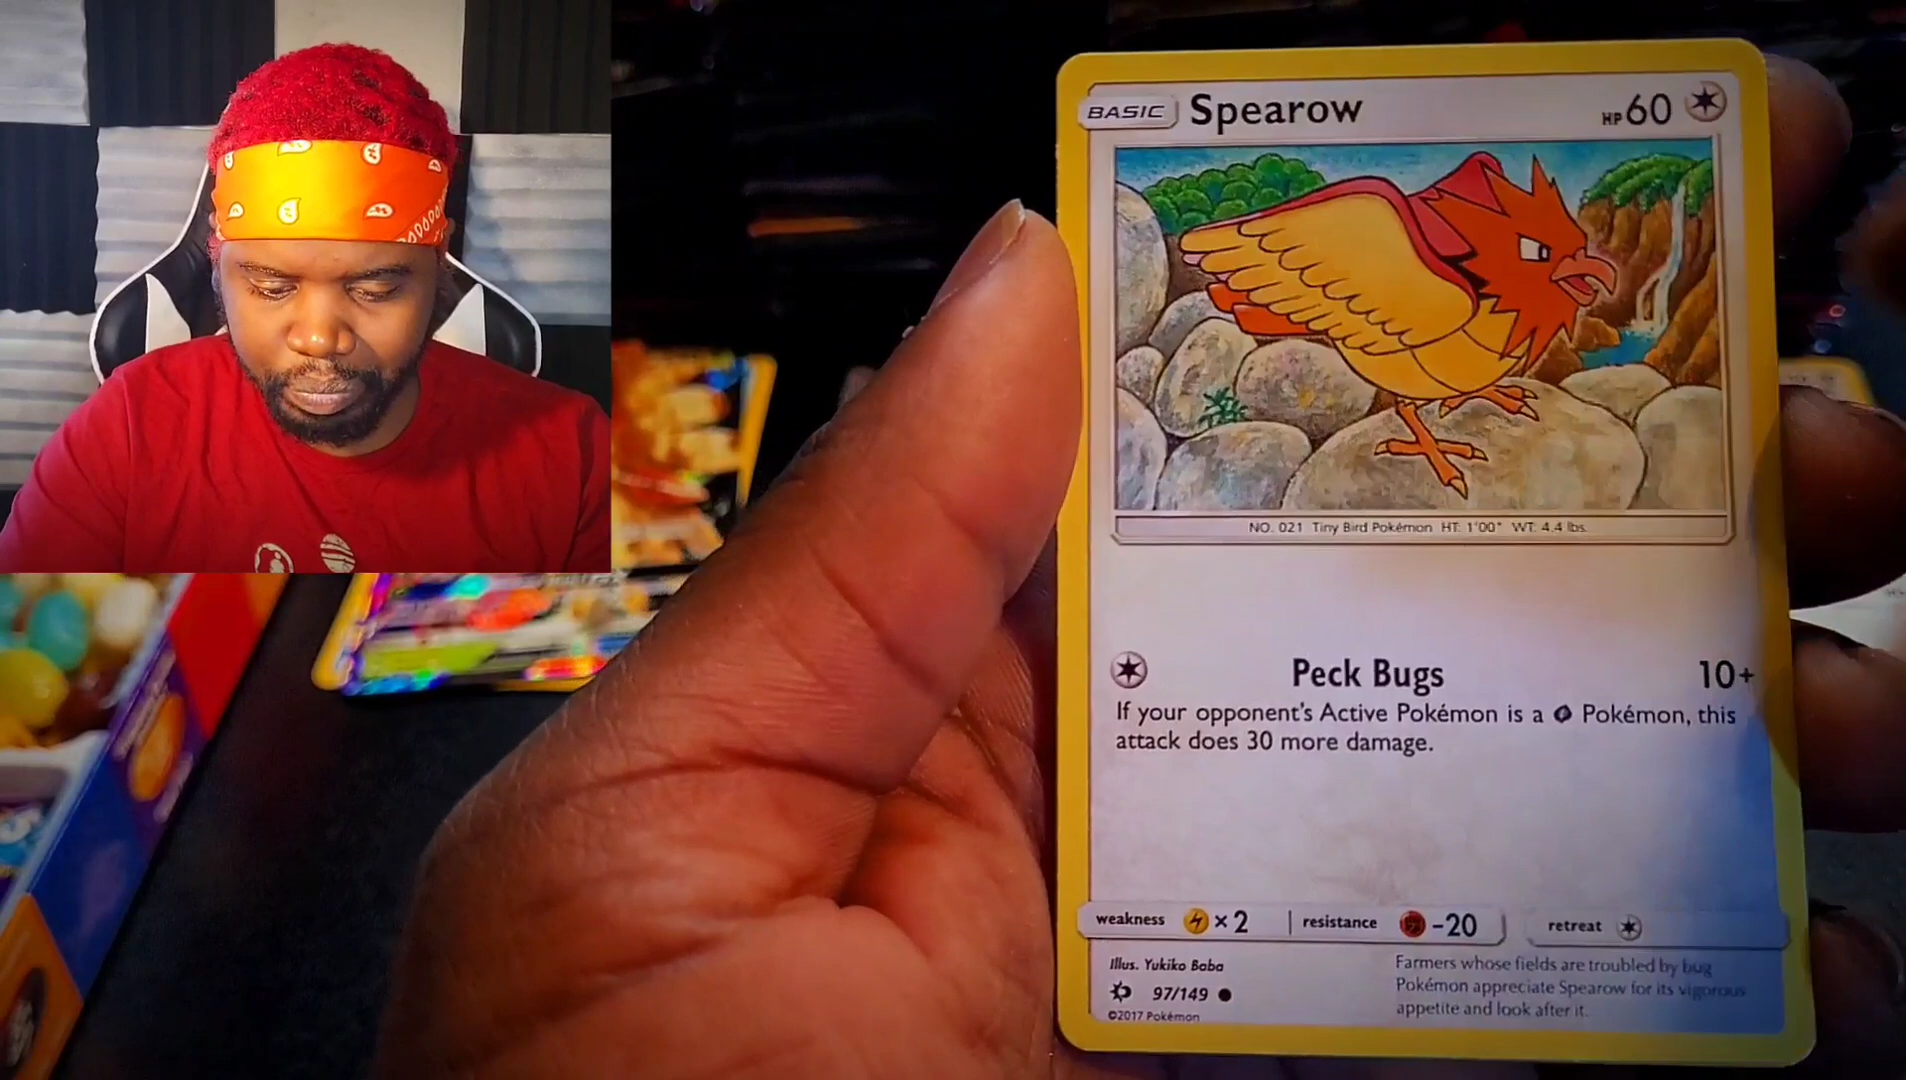 BASIC Spearow HP 60
NO. 021 Tiny Bird Pokémon HT: 1'00" WT: 4.4 lbs.
Peck Bugs 10+
If your opponent's Active Pokémon is a Pokémon, this
attack does 30 more damage.
weakness ×2 resistance -20 retreat
Illus. Yukiko Baba
97/149
©2017 Pokémon
Farmers whose fields are troubled by bug
Pokémon appreciate Spearow for its vigorous
appetite and look after it.